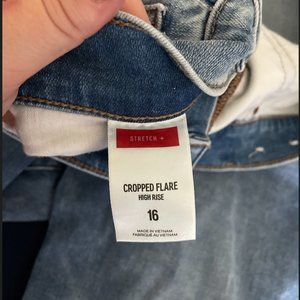 STRETCH +
CROPPED FLARE
HIGH RISE
16
MADE IN VIETNAM
FABRIQUÉ AU VIETNAM